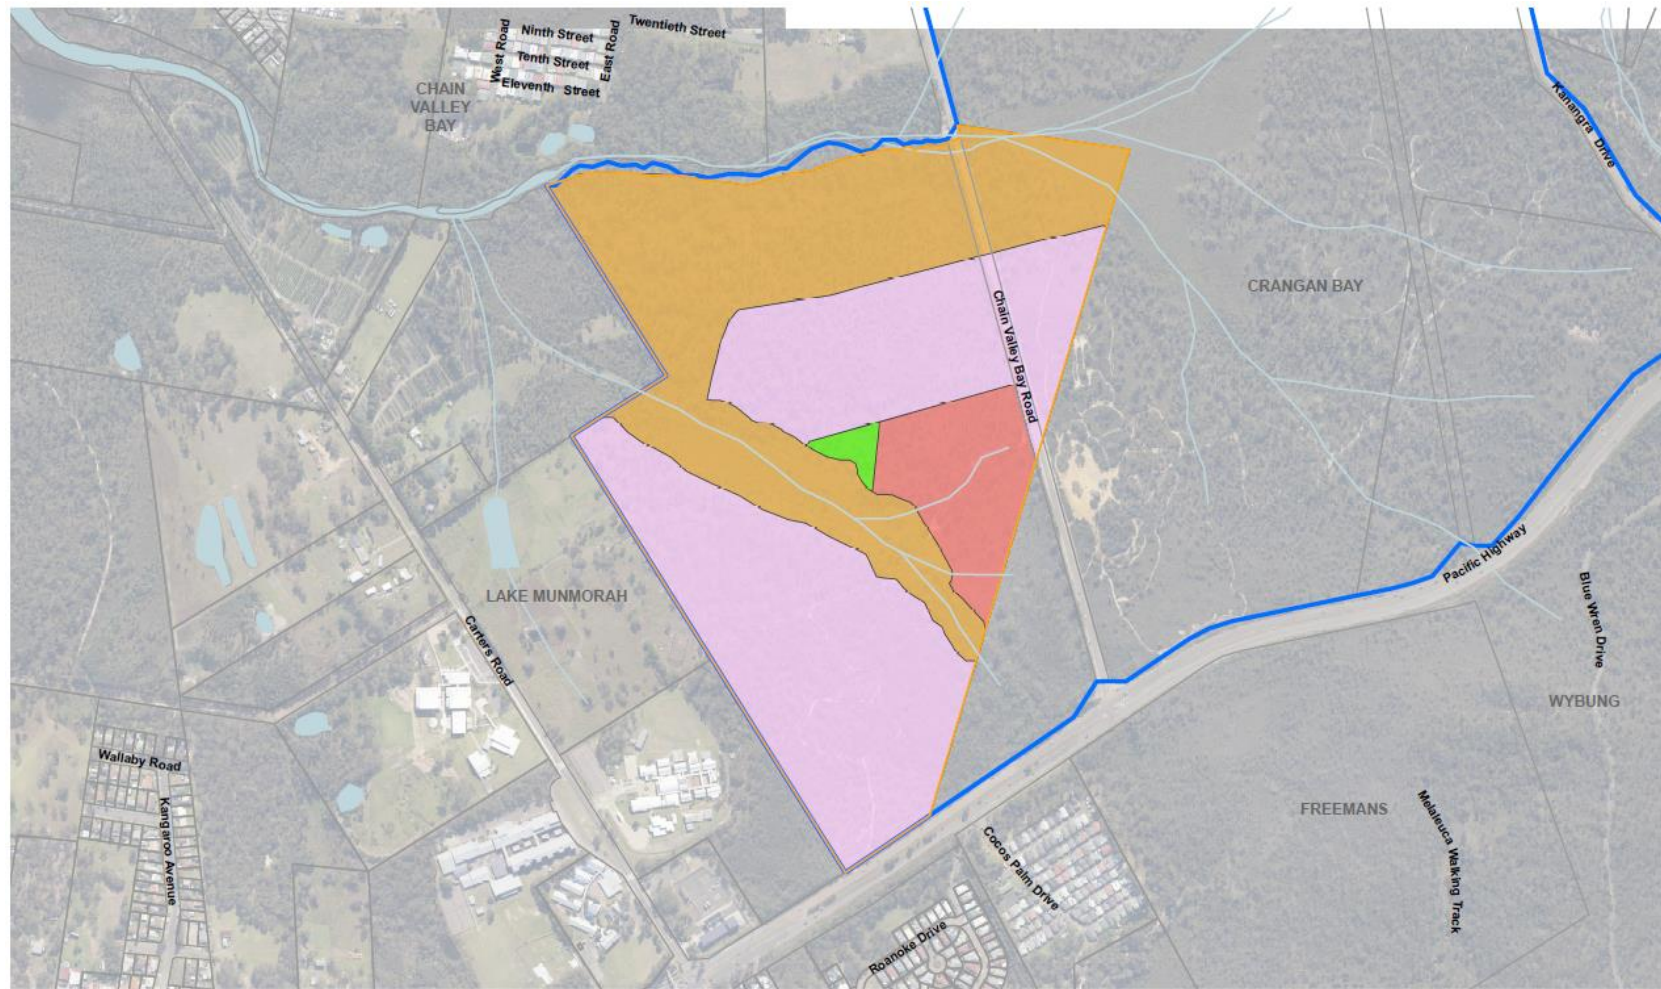 Twentieth Street
Ninth Street
West Road
East Road
Tenth Street
Eleventh Street
CHAIN
VALLEY
BAY
Kanangra Drive
CRANGAN BAY
Chain Valley Bay Road
Pacific Highway
LAKE MUNMORAH
Carters Road
Blue Wren Drive
WYBUNG
Wallaby Road
Kangaroo Avenue
FREEMANS
Melaleuca Walking Track
Cocos Palm Drive
Roanoke Drive